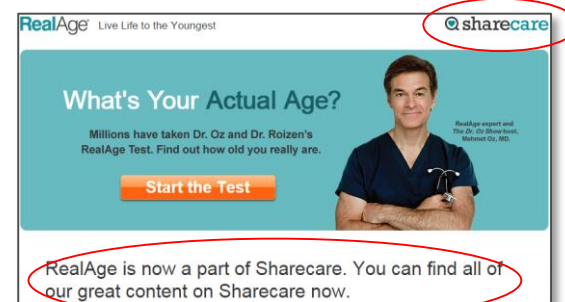 RealAge Live Life to the Youngest
sharecare
What's Your Actual Age?
Millions have taken Dr. Oz and Dr. Roizen's
RealAge Test. Find out how old you really are.
Start the Test
RealAge expert and
The Dr. Oz Show host,
Mehmet Oz, MD.
RealAge is now a part of Sharecare. You can find all of
our great content on Sharecare now.